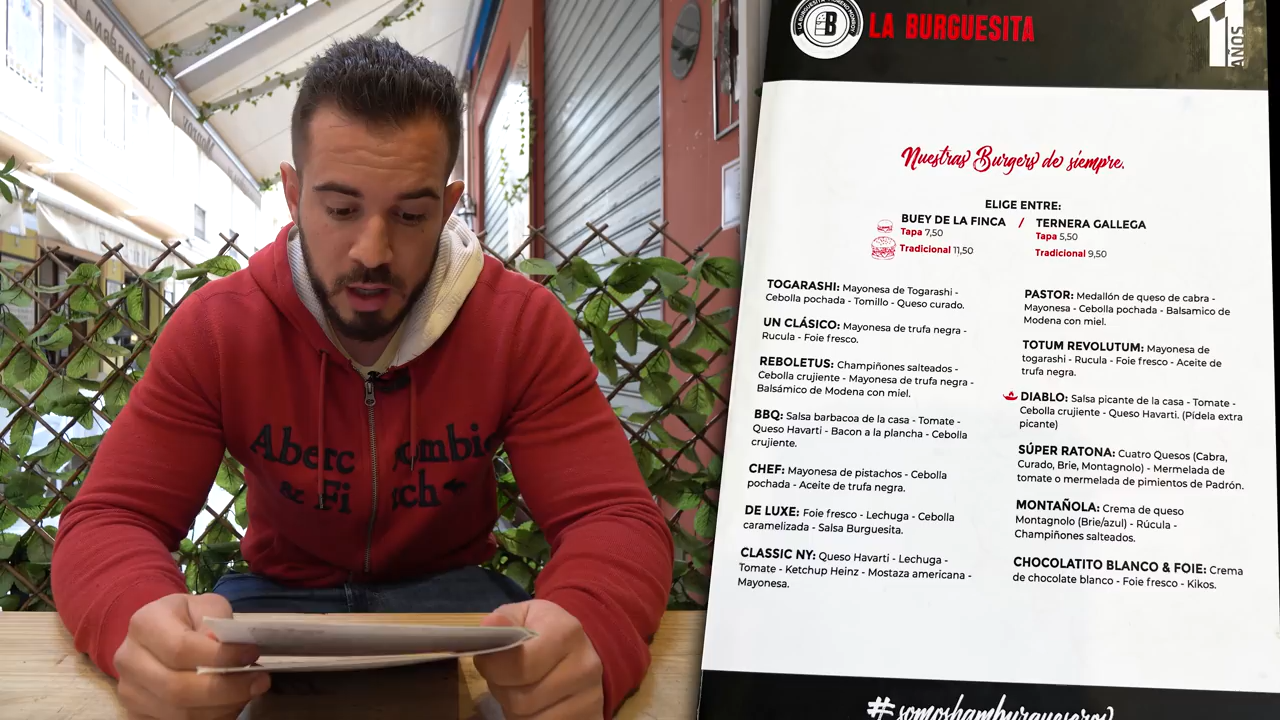 LA BURGUESITA
B
11
AÑOS
Nuestras Burgers de siempre.
ELIGE ENTRE:
BUEY DE LA FINCA / TERNERA GALLEGA
Tapa 7,50
Tapa 5,50
Tradicional 11,50
Tradicional 9,50
TOGARASHI: Mayonesa de Togarashi -
Cebolla pochada - Tomillo - Queso curado.
UN CLÁSICO: Mayonesa de trufa negra -
Rucula - Foie fresco.
REBOLETUS: Champiñones salteados -
Cebolla crujiente - Mayonesa de trufa negra -
Balsámico de Modena con miel.
BBQ: Salsa barbacoa de la casa - Tomate -
Queso Havarti - Bacon a la plancha - Cebolla
crujiente.
CHEF: Mayonesa de pistachos - Cebolla
pochada - Aceite de trufa negra.
DE LUXE: Foie fresco - Lechuga - Cebolla
caramelizada - Salsa Burguesita.
CLASSIC NY: Queso Havarti - Lechuga -
Tomate - Ketchup Heinz - Mostaza americana -
Mayonesa.
PASTOR: Medallón de queso de cabra -
Mayonesa - Cebolla pochada - Balsamico de
Modena con miel.
TOTUM REVOLUTUM: Mayonesa de
togarashi - Rucula - Foie fresco - Aceite de
trufa negra.
DIABLO: Salsa picante de la casa - Tomate -
Cebolla crujiente - Queso Havarti. (Pídela extra
picante)
SÚPER RATONA: Cuatro Quesos (Cabra,
Curado, Brie, Montagnolo) - Mermelada de
tomate o mermelada de pimientos de Padrón.
MONTAÑOLA: Crema de queso
Montagnolo (Brie/azul) - Rúcula -
Champiñones salteados.
CHOCOLATITO BLANCO & FOIE: Crema
de chocolate blanco - Foie fresco - Kikos.
#somoshamburgueseros
Aberc ombie
& Fi tch